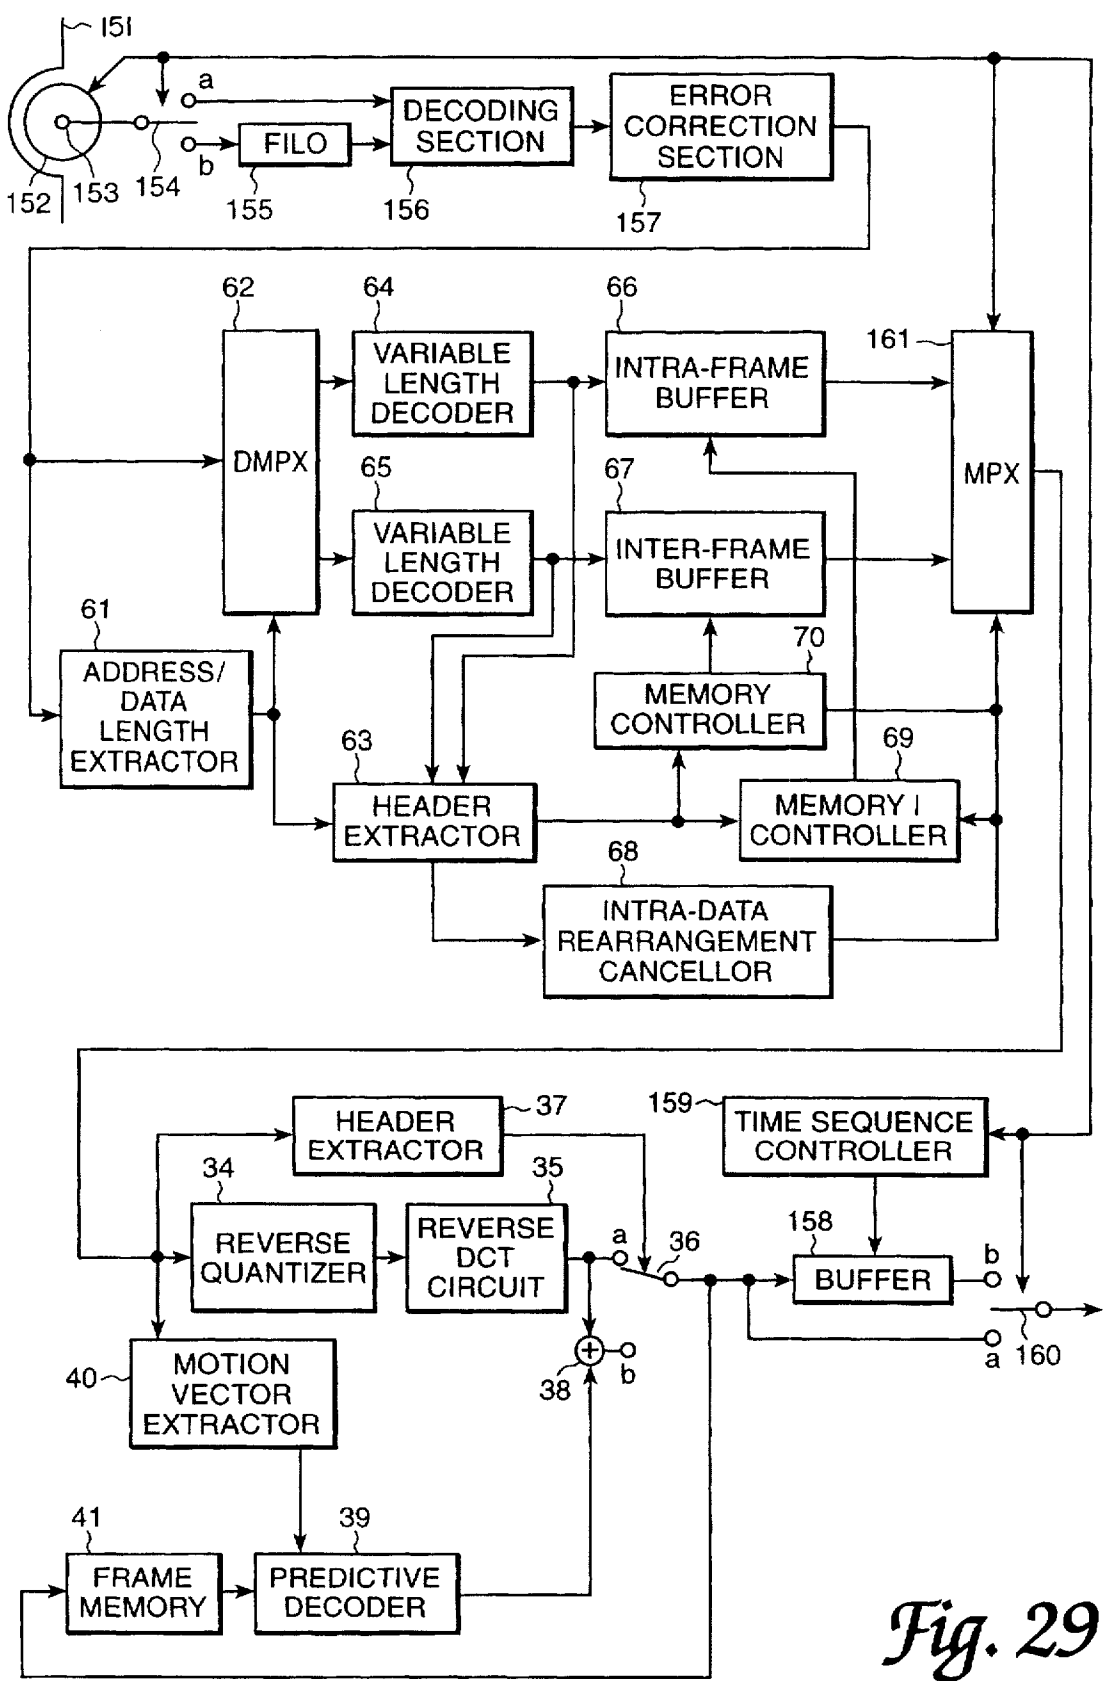 151
a
DECODING
SECTION
ERROR
CORRECTION
SECTION
FILO
b
152
153
154
155
156
157
62
64
66
161
VARIABLE
LENGTH
DECODER
INTRA-FRAME
BUFFER
DMPX
MPX
65
67
VARIABLE
LENGTH
DECODER
INTER-FRAME
BUFFER
61
ADDRESS/
DATA
LENGTH
EXTRACTOR
70
MEMORY
CONTROLLER
63
HEADER
EXTRACTOR
69
MEMORY I
CONTROLLER
68
INTRA-DATA
REARRANGEMENT
CANCELLOR
HEADER
EXTRACTOR
37
159
TIME SEQUENCE
CONTROLLER
34
REVERSE
QUANTIZER
35
REVERSE
DCT
CIRCUIT
a
36
158
BUFFER
b
38
b
a
160
40
MOTION
VECTOR
EXTRACTOR
41
FRAME
MEMORY
39
PREDICTIVE
DECODER
Fig. 29